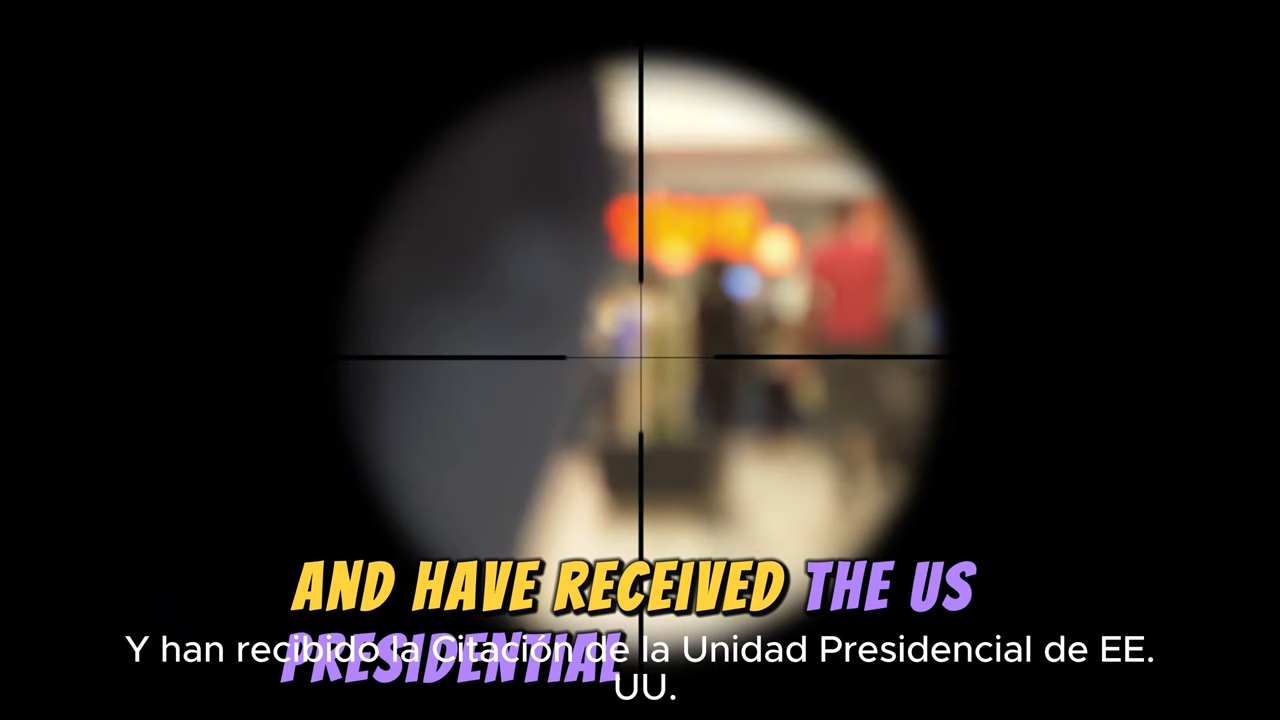 AND HAVE RECEIVED THE US
PRESIDENTIAL
Y han recibido la Citación de la Unidad Presidencial de EE.
UU.